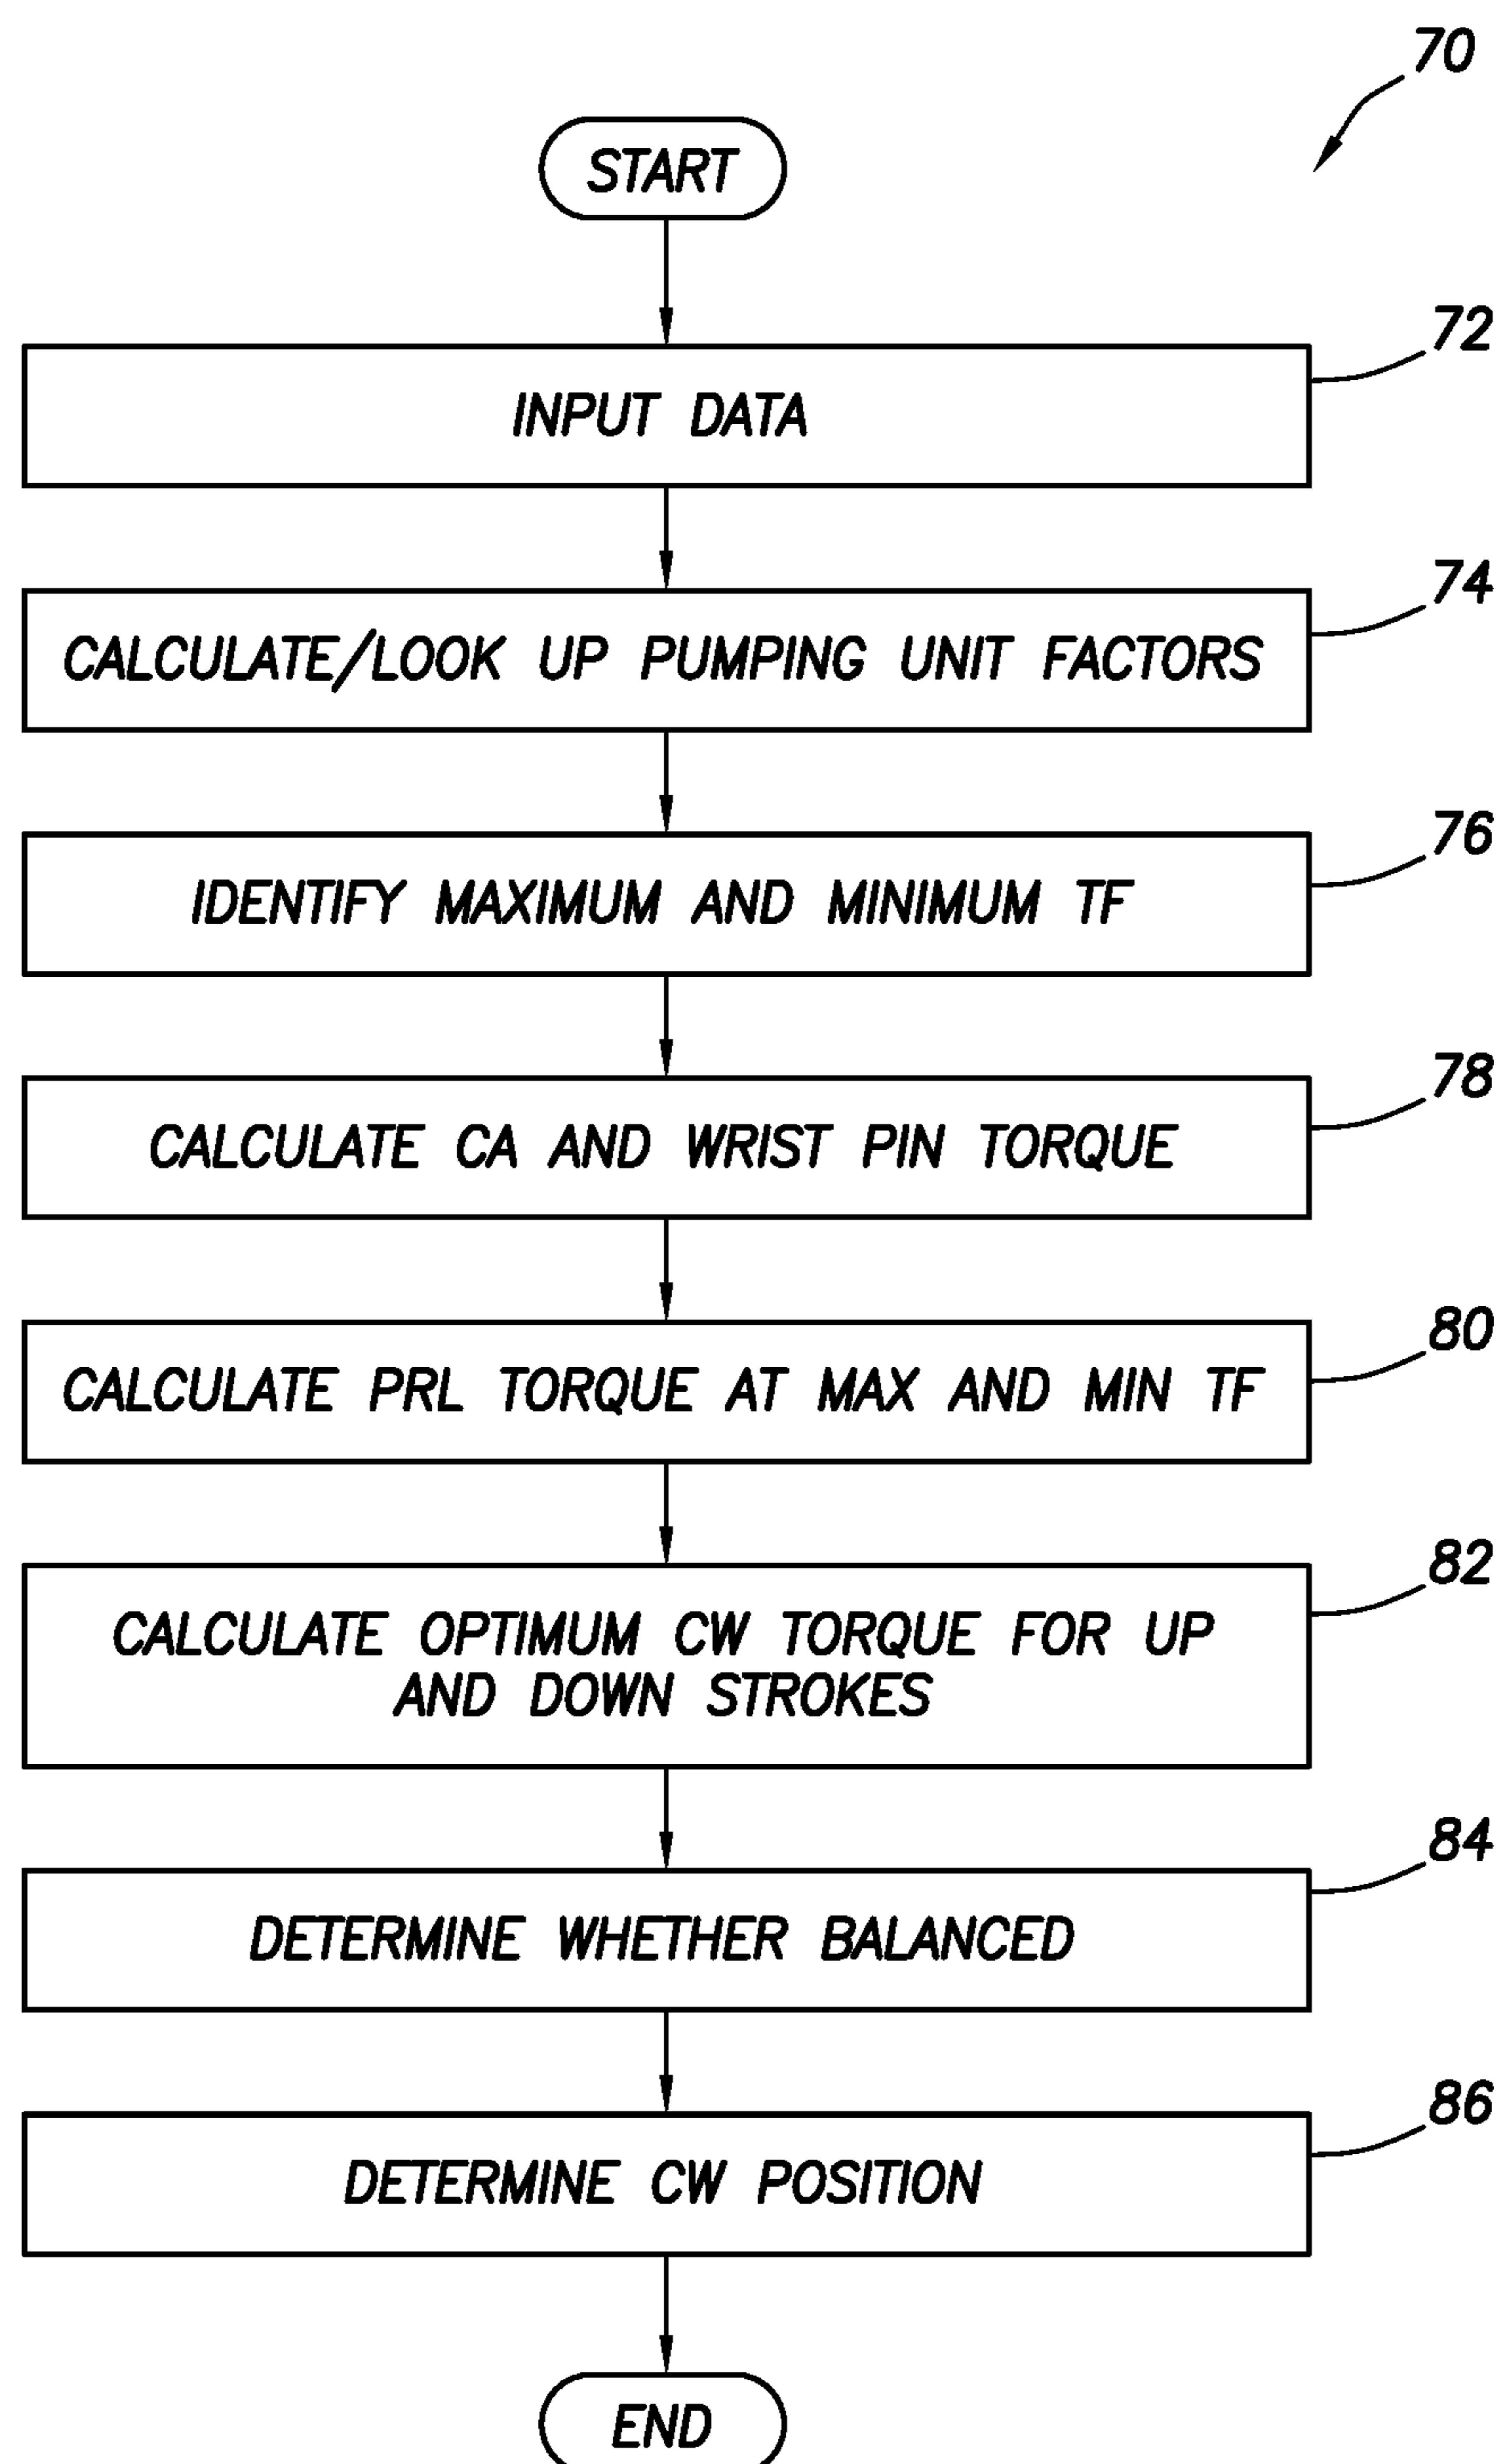 70
START
72
INPUT DATA
74
CALCULATE/LOOK UP PUMPING UNIT FACTORS
76
IDENTIFY MAXIMUM AND MINIMUM TF
78
CALCULATE CA AND WRIST PIN TORQUE
80
CALCULATE PRL TORQUE AT MAX AND MIN TF
82
CALCULATE OPTIMUM CW TORQUE FOR UP
AND DOWN STROKES
84
DETERMINE WHETHER BALANCED
86
DETERMINE CW POSITION
END